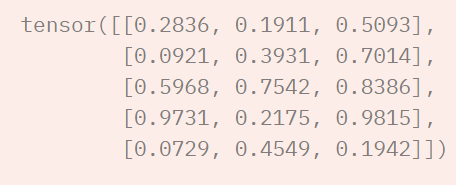 tensor([[0.2836, 0.1911, 0.5093],
        [0.0921, 0.3931, 0.7014],
        [0.5968, 0.7542, 0.8386],
        [0.9731, 0.2175, 0.9815],
        [0.0729, 0.4549, 0.1942]])